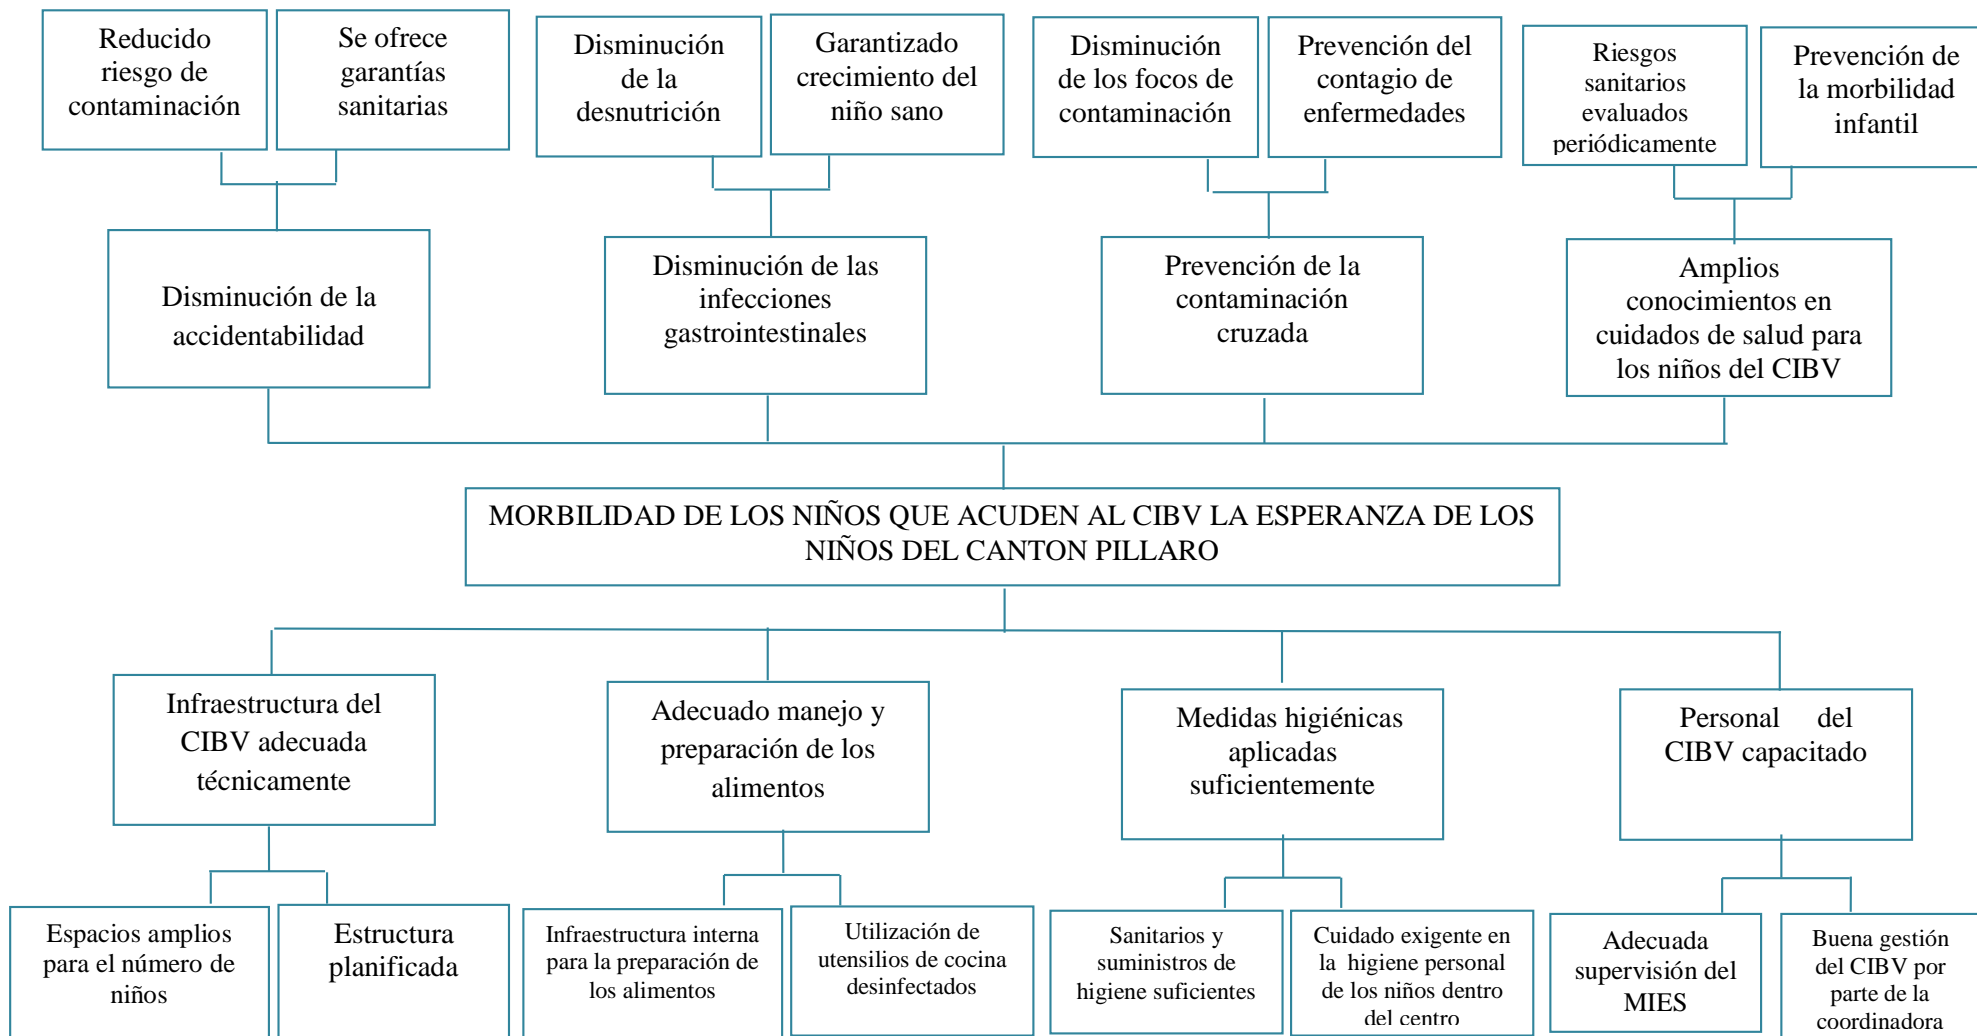 Reducido
riesgo de
contaminación
Se ofrece
garantías
sanitarias
Disminución
de la
desnutrición
Garantizado
crecimiento del
niño sano
Disminución
de los focos de
contaminación
Prevención del
contagio de
enfermedades
Riesgos
sanitarios
evaluados
periódicamente
Prevención de
la morbilidad
infantil
Disminución de la
accidentabilidad
Disminución de las
infecciones
gastrointestinales
Prevención de la
contaminación
cruzada
Amplios
conocimientos en
cuidados de salud para
los niños del CIBV
MORBILIDAD DE LOS NIÑOS QUE ACUDEN AL CIBV LA ESPERANZA DE LOS
NIÑOS DEL CANTON PILLARO
Infraestructura del
CIBV adecuada
técnicamente
Adecuado manejo y
preparación de los
alimentos
Medidas higiénicas
aplicadas
suficientemente
Personal del
CIBV capacitado
Espacios amplios
para el número de
niños
Estructura
planificada
Infraestructura interna
para la preparación de
los alimentos
Utilización de
utensilios de cocina
desinfectados
Sanitarios y
suministros de
higiene suficientes
Cuidado exigente en
la higiene personal
de los niños dentro
del centro
Adecuada
supervisión del
MIES
Buena gestión
del CIBV por
parte de la
coordinadora